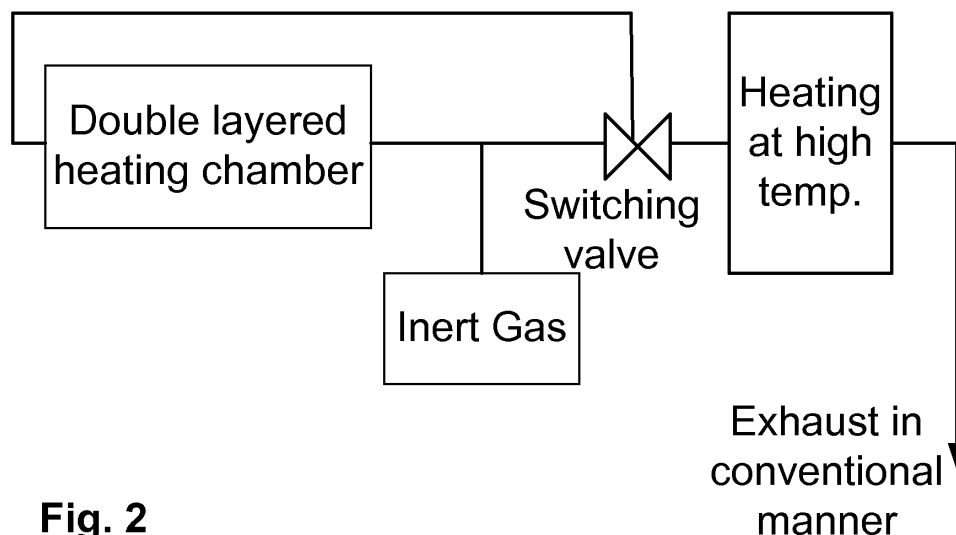 Double layered
heating chamber
Heating
at high
temp.
Switching
valve
Inert Gas
Exhaust in
conventional
manner
Fig. 2